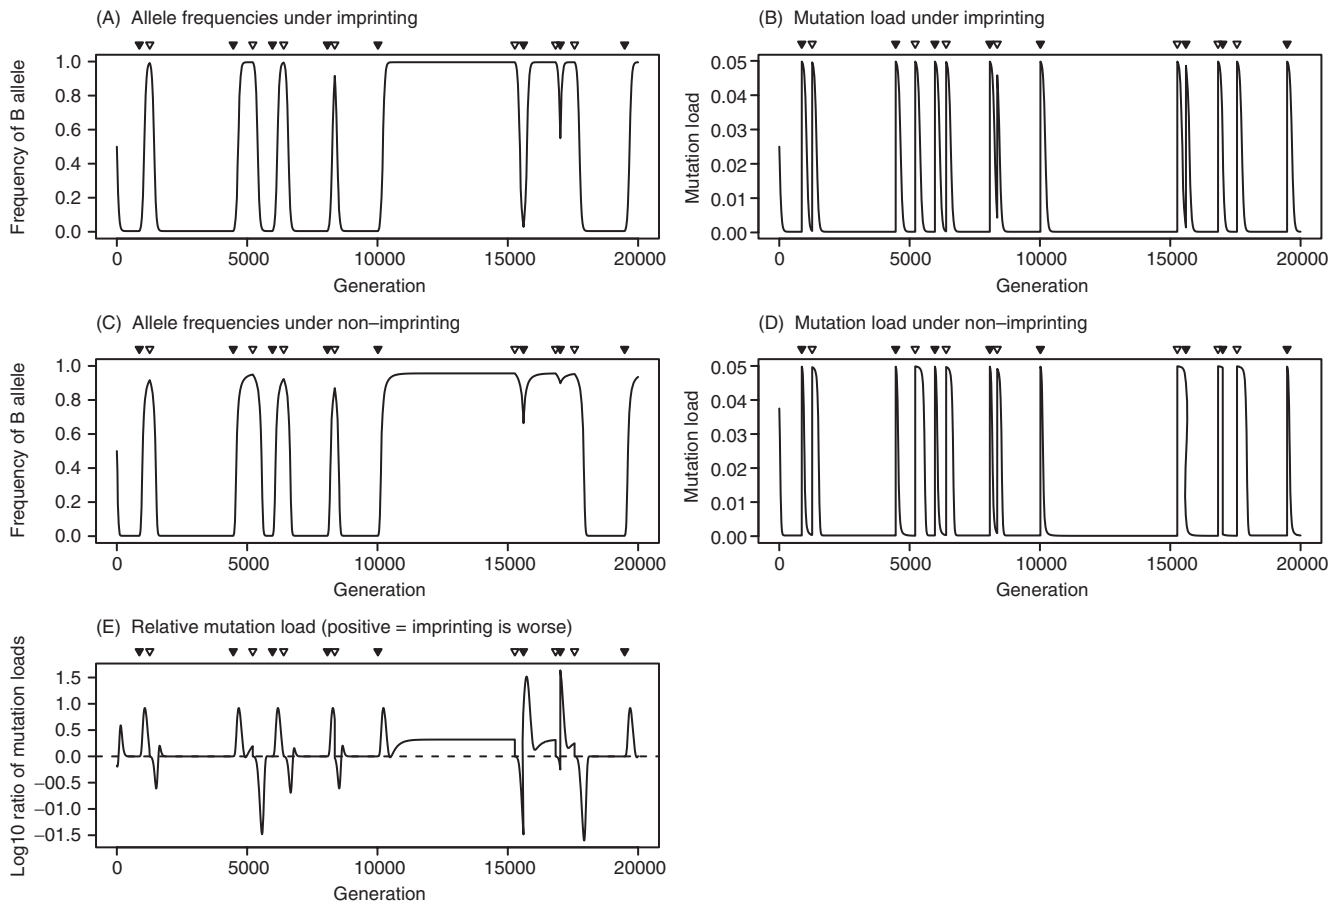 (A) Allele frequencies under imprinting
Frequency of B allele
1.0
0.8
0.6
0.4
0.2
0.0
0 5000 10000 15000 20000
Generation
(B) Mutation load under imprinting
Mutation load
0.05
0.04
0.03
0.02
0.01
0.00
0 5000 10000 15000 20000
Generation
(C) Allele frequencies under non–imprinting
Frequency of B allele
1.0
0.8
0.6
0.4
0.2
0.0
0 5000 10000 15000 20000
Generation
(D) Mutation load under non–imprinting
Mutation load
0.05
0.04
0.03
0.02
0.01
0.00
0 5000 10000 15000 20000
Generation
(E) Relative mutation load (positive = imprinting is worse)
Log10 ratio of mutation loads
1.5
1.0
0.5
0.0
–00.5
–01.0
–01.5
0 5000 10000 15000 20000
Generation